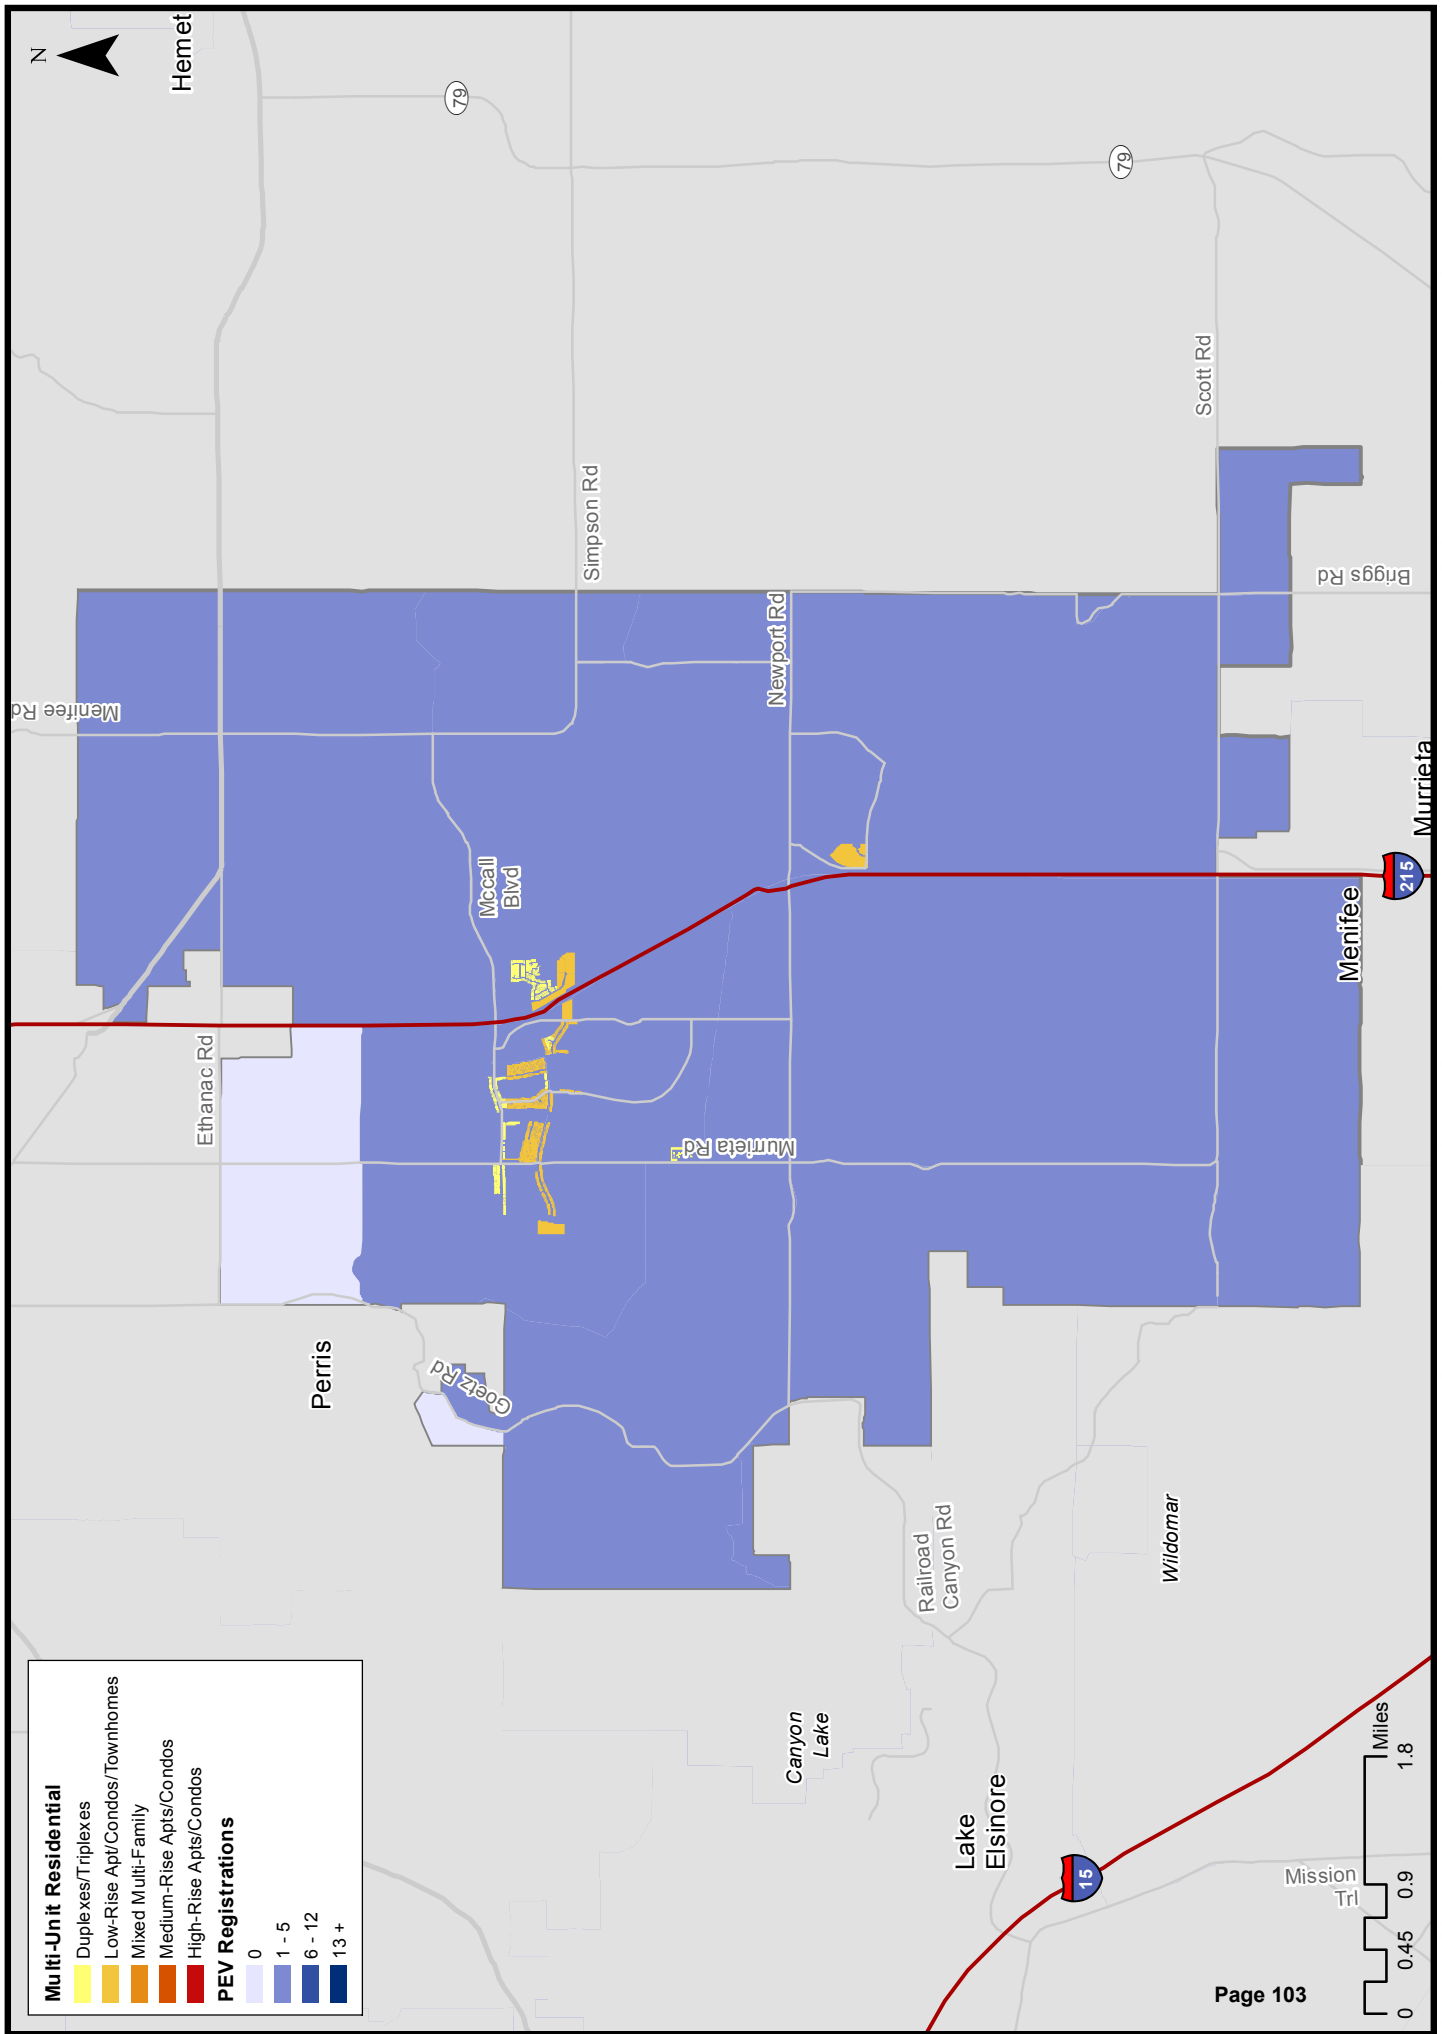 N
Hemet
79
79
Menifee Rd
Simpson Rd
Scott Rd
Newport Rd
Briggs Rd
Mccall
Blvd
Ethanac Rd
Murrieta Rd
Murrieta
Menifee
215
Perris
Goetz Rd
Railroad
Canyon Rd
Wildomar
Canyon
Lake
Lake
Elsinore
15
Mission
Trl
Multi-Unit Residential
Duplexes/Triplexes
Low-Rise Apt/Condos/Townhomes
Mixed Multi-Family
Medium-Rise Apts/Condos
High-Rise Apts/Condos
PEV Registrations
0
1 - 5
6 - 12
13 +
Page 103
0 0.45 0.9 1.8
Miles